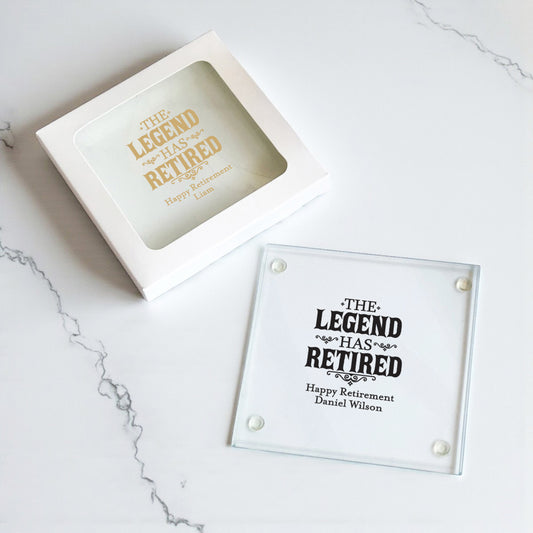 THE
LEGEND
HAS
RETIRED
Happy Retirement
Liam
THE
LEGEND
HAS
RETIRED
Happy Retirement
Daniel Wilson